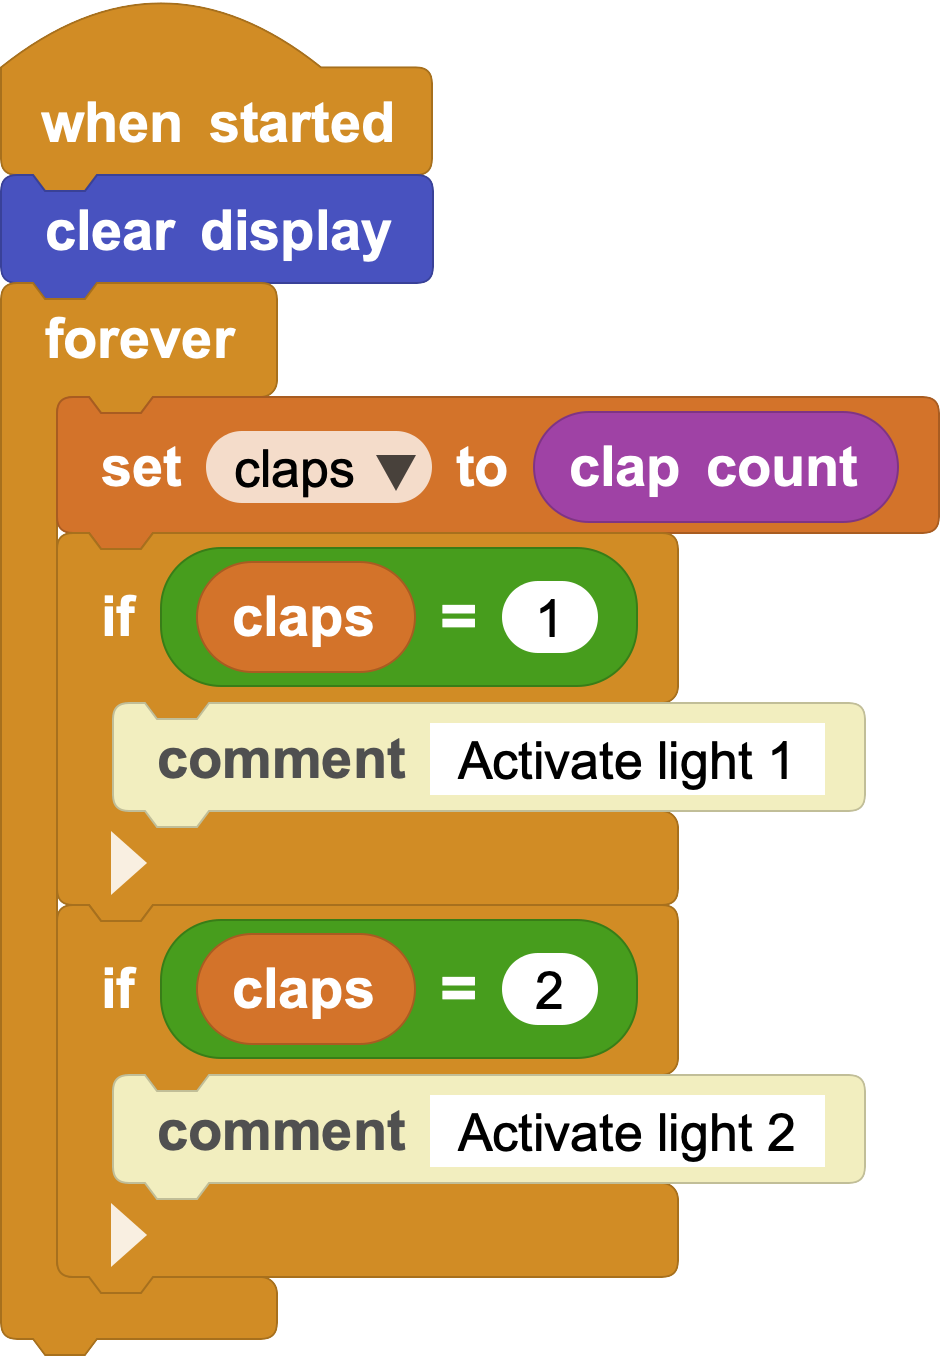 when started
clear display
forever
set claps to clap count
if claps = 1
comment Activate light 1
if claps = 2
comment Activate light 2